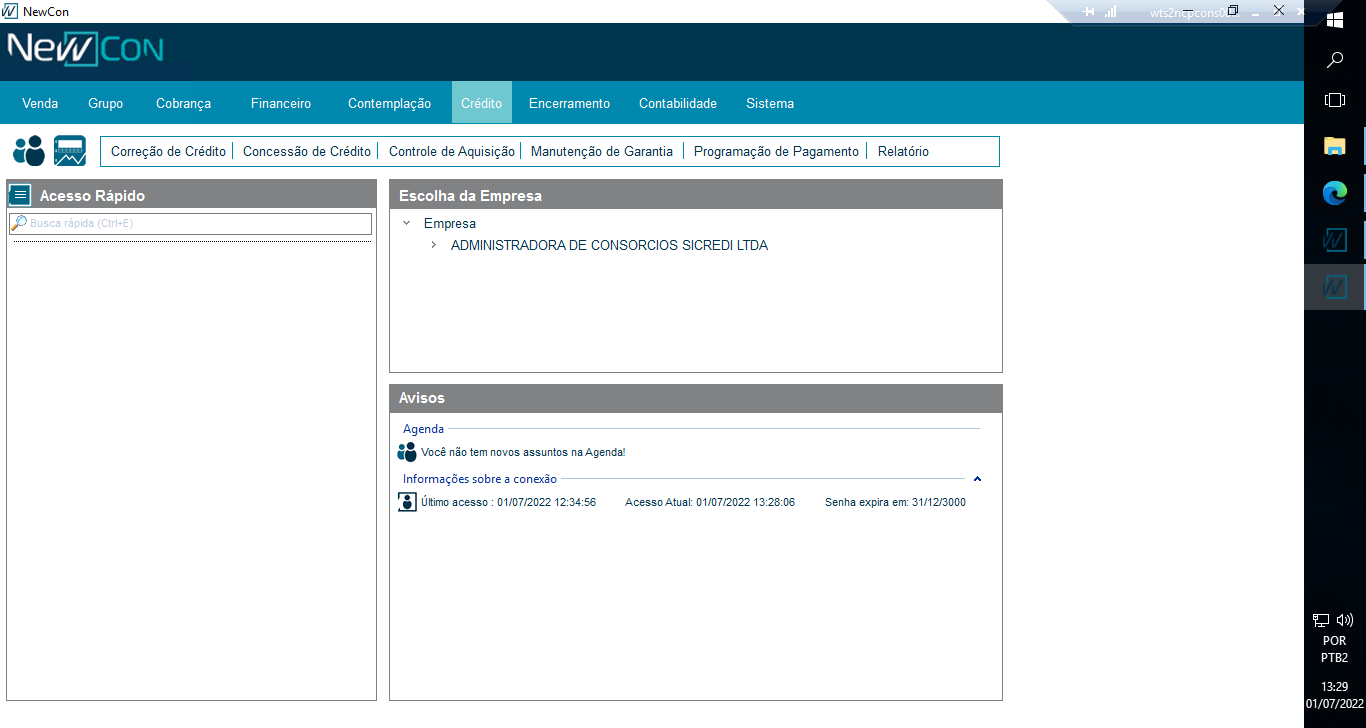 NewCon
NEWCON
Venda Grupo Cobrança Financeiro Contemplação Crédito Encerramento Contabilidade Sistema
Correção de Crédito Concessão de Crédito Controle de Aquisição Manutenção de Garantia Programação de Pagamento Relatório
Acesso Rápido
Busca rápida (Ctrl+E)
Escolha da Empresa
Empresa
ADMINISTRADORA DE CONSORCIOS SICREDI LTDA
Avisos
Agenda
Você não tem novos assuntos na Agenda!
Informações sobre a conexão
Último acesso : 01/07/2022 12:34:56 Acesso Atual: 01/07/2022 13:28:06 Senha expira em: 31/12/3000
POR
PTB2
13:29
01/07/2022